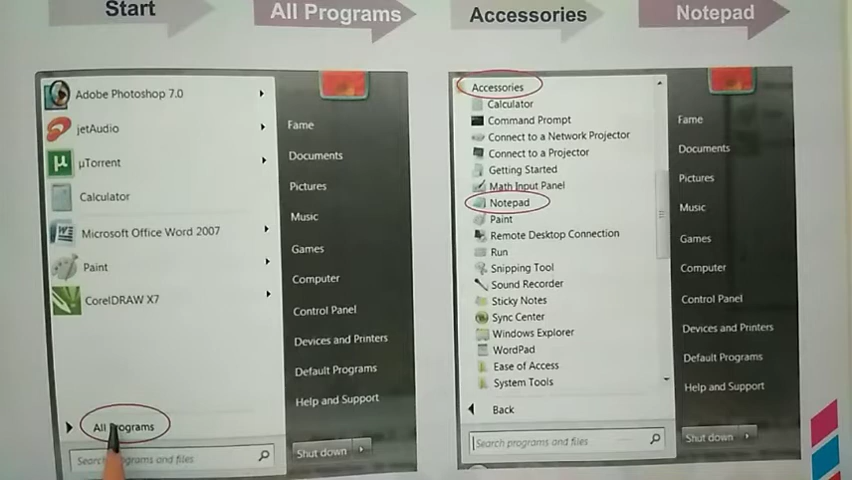 Start
All Programs
Accessories
Notepad
Adobe Photoshop 7.0
jetAudio
µTorrent
Calculator
Microsoft Office Word 2007
Paint
CorelDRAW X7
All Programs
Search programs and files
Fame
Documents
Pictures
Music
Games
Computer
Control Panel
Devices and Printers
Default Programs
Help and Support
Shut down
Accessories
Calculator
Command Prompt
Connect to a Network Projector
Connect to a Projector
Getting Started
Math Input Panel
Notepad
Paint
Remote Desktop Connection
Run
Snipping Tool
Sound Recorder
Sticky Notes
Sync Center
Windows Explorer
WordPad
Ease of Access
System Tools
Back
Search programs and files
Fame
Documents
Pictures
Music
Games
Computer
Control Panel
Devices and Printers
Default Programs
Help and Support
Shut down